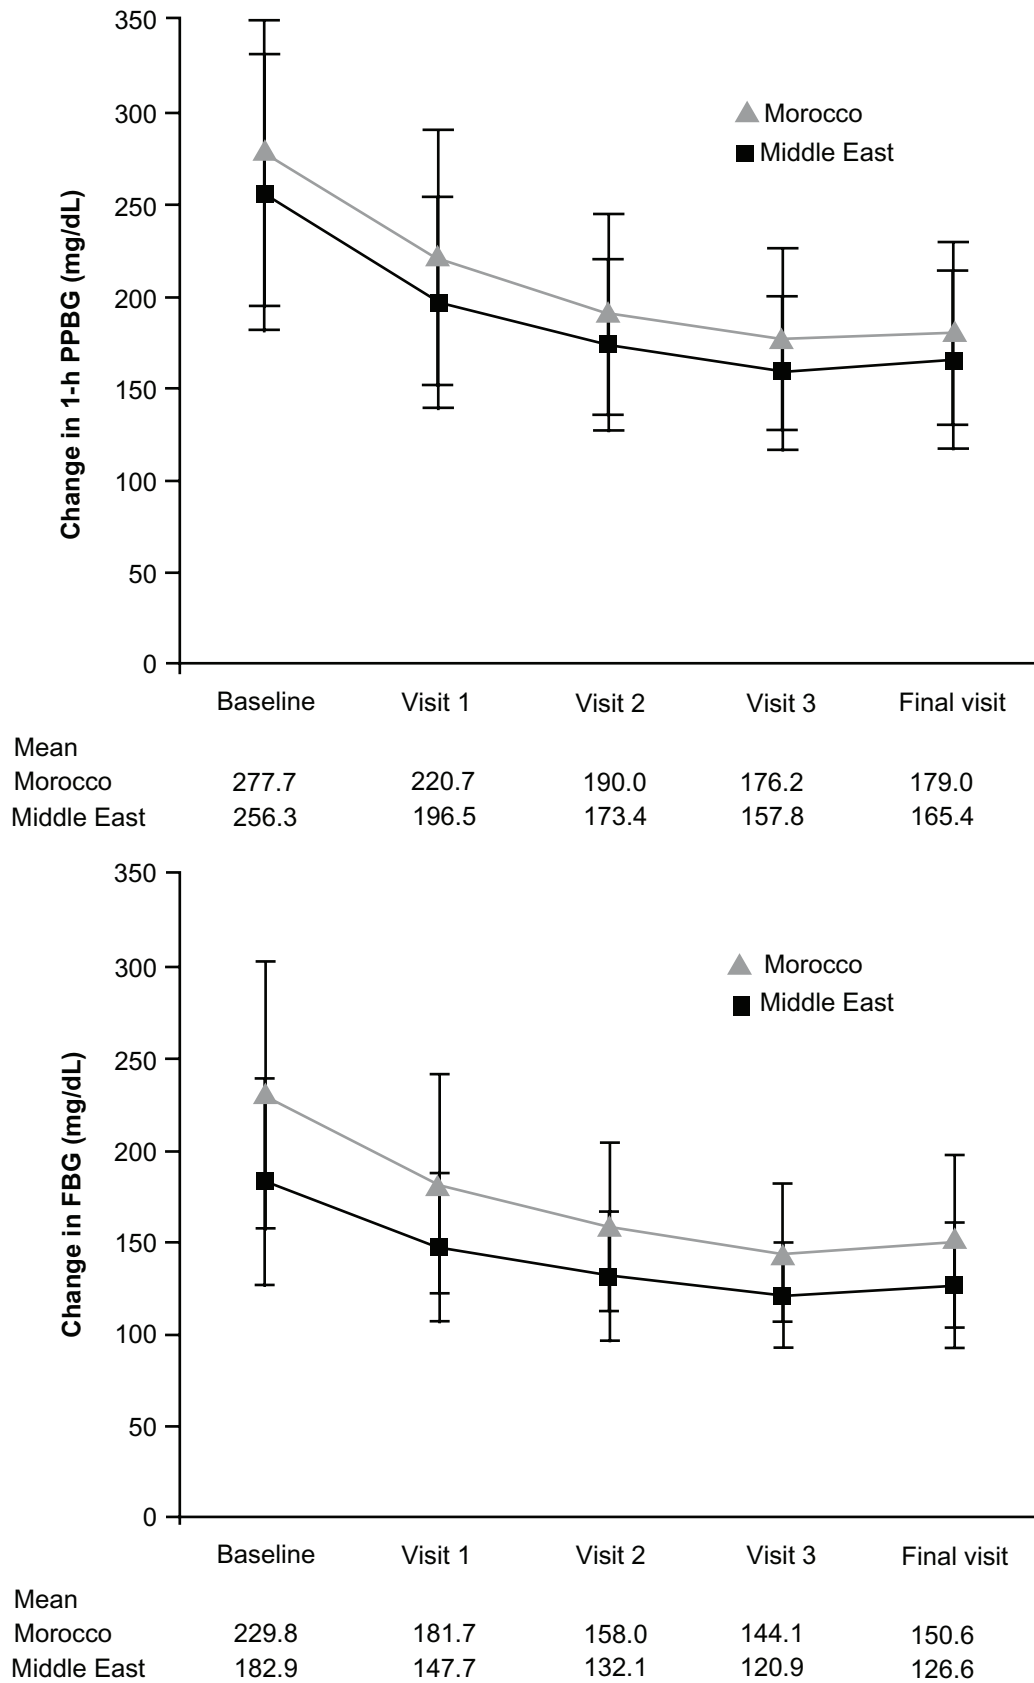 Change in 1-h PPBG (mg/dL)
350
300
250
200
150
100
50
0
Morocco
Middle East
Baseline Visit 1 Visit 2 Visit 3 Final visit
Mean
Morocco 277.7 220.7 190.0 176.2 179.0
Middle East 256.3 196.5 173.4 157.8 165.4
Change in FBG (mg/dL)
350
300
250
200
150
100
50
0
Morocco
Middle East
Baseline Visit 1 Visit 2 Visit 3 Final visit
Mean
Morocco 229.8 181.7 158.0 144.1 150.6
Middle East 182.9 147.7 132.1 120.9 126.6